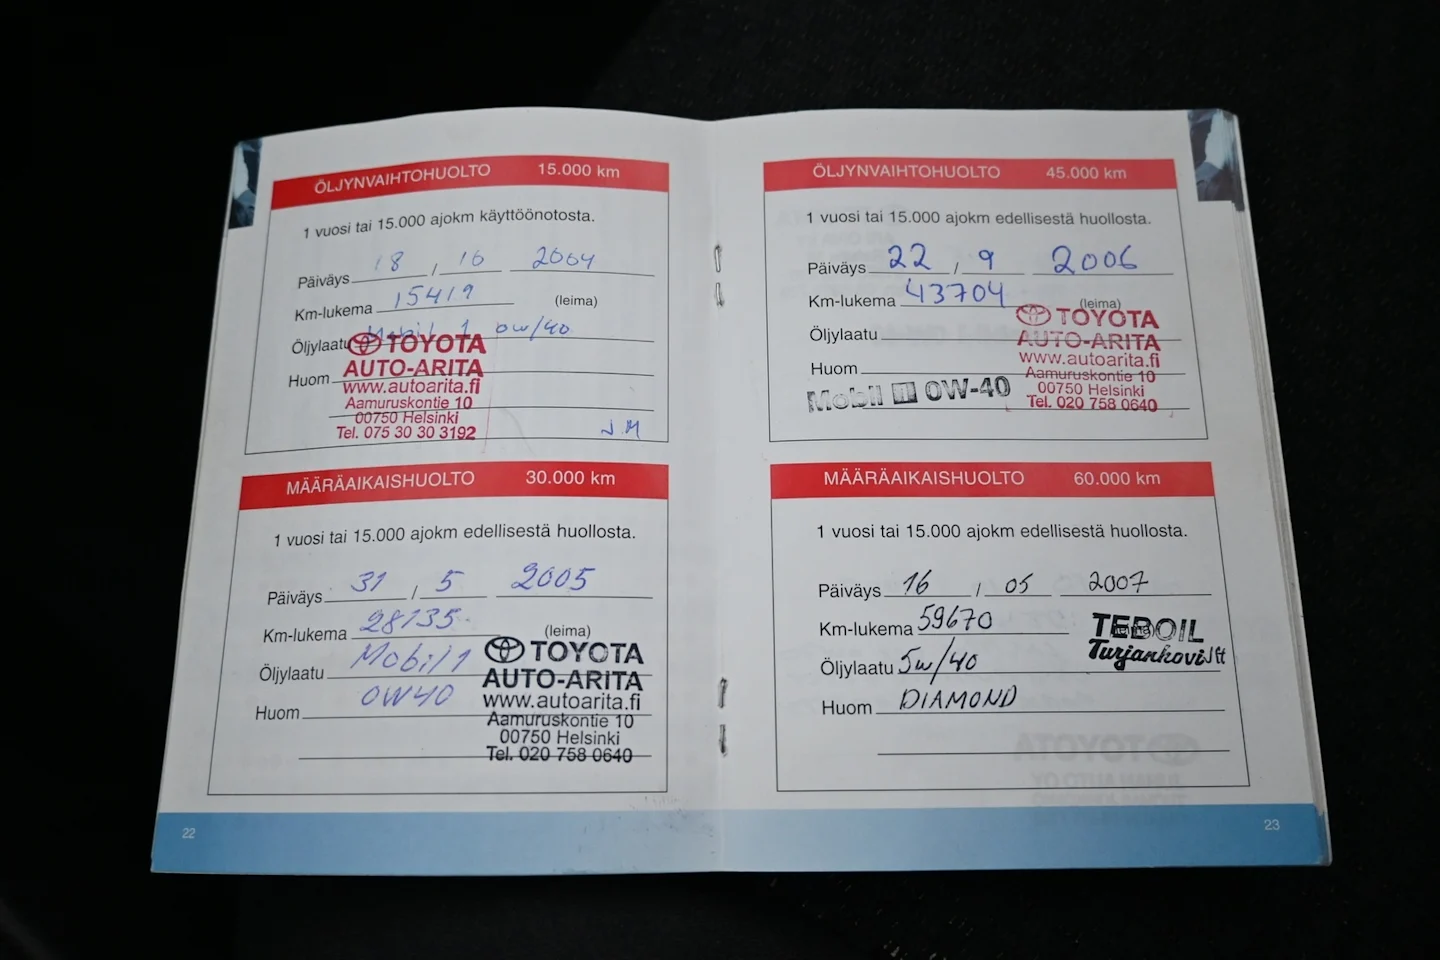 ÖLJYNVAIHTOHUOLTO 15.000 km
1 vuosi tai 15.000 ajokm käyttöönotosta.
Päiväys 18 / 10 2004
Km-lukema 15419 (leima)
Öljylaatu Mobil 1 0w/40
Huom
TOYOTA
AUTO-ARITA
www.autoarita.fi
Aamuruskontie 10
00750 Helsinki
Tel. 075 30 30 3192
J.M
MÄÄRÄAIKAISHUOLTO 30.000 km
1 vuosi tai 15.000 ajokm edellisestä huollosta.
Päiväys 31 / 5 2005
Km-lukema 28135 (leima)
Öljylaatu Mobil 1
0W40
Huom
TOYOTA
AUTO-ARITA
www.autoarita.fi
Aamuruskontie 10
00750 Helsinki
Tel. 020 758 0640
22
ÖLJYNVAIHTOHUOLTO 45.000 km
1 vuosi tai 15.000 ajokm edellisestä huollosta.
Päiväys 22 / 9 2006
Km-lukema 43704 (leima)
Öljylaatu
Huom
Mobil 1 0W-40
TOYOTA
AUTO-ARITA
www.autoarita.fi
Aamuruskontie 10
00750 Helsinki
Tel. 020 758 0640
MÄÄRÄAIKAISHUOLTO 60.000 km
1 vuosi tai 15.000 ajokm edellisestä huollosta.
Päiväys 16 / 05 2007
Km-lukema 59670 (leima)
TEBOIL
Öljylaatu 5w/40
Huom DIAMOND
23